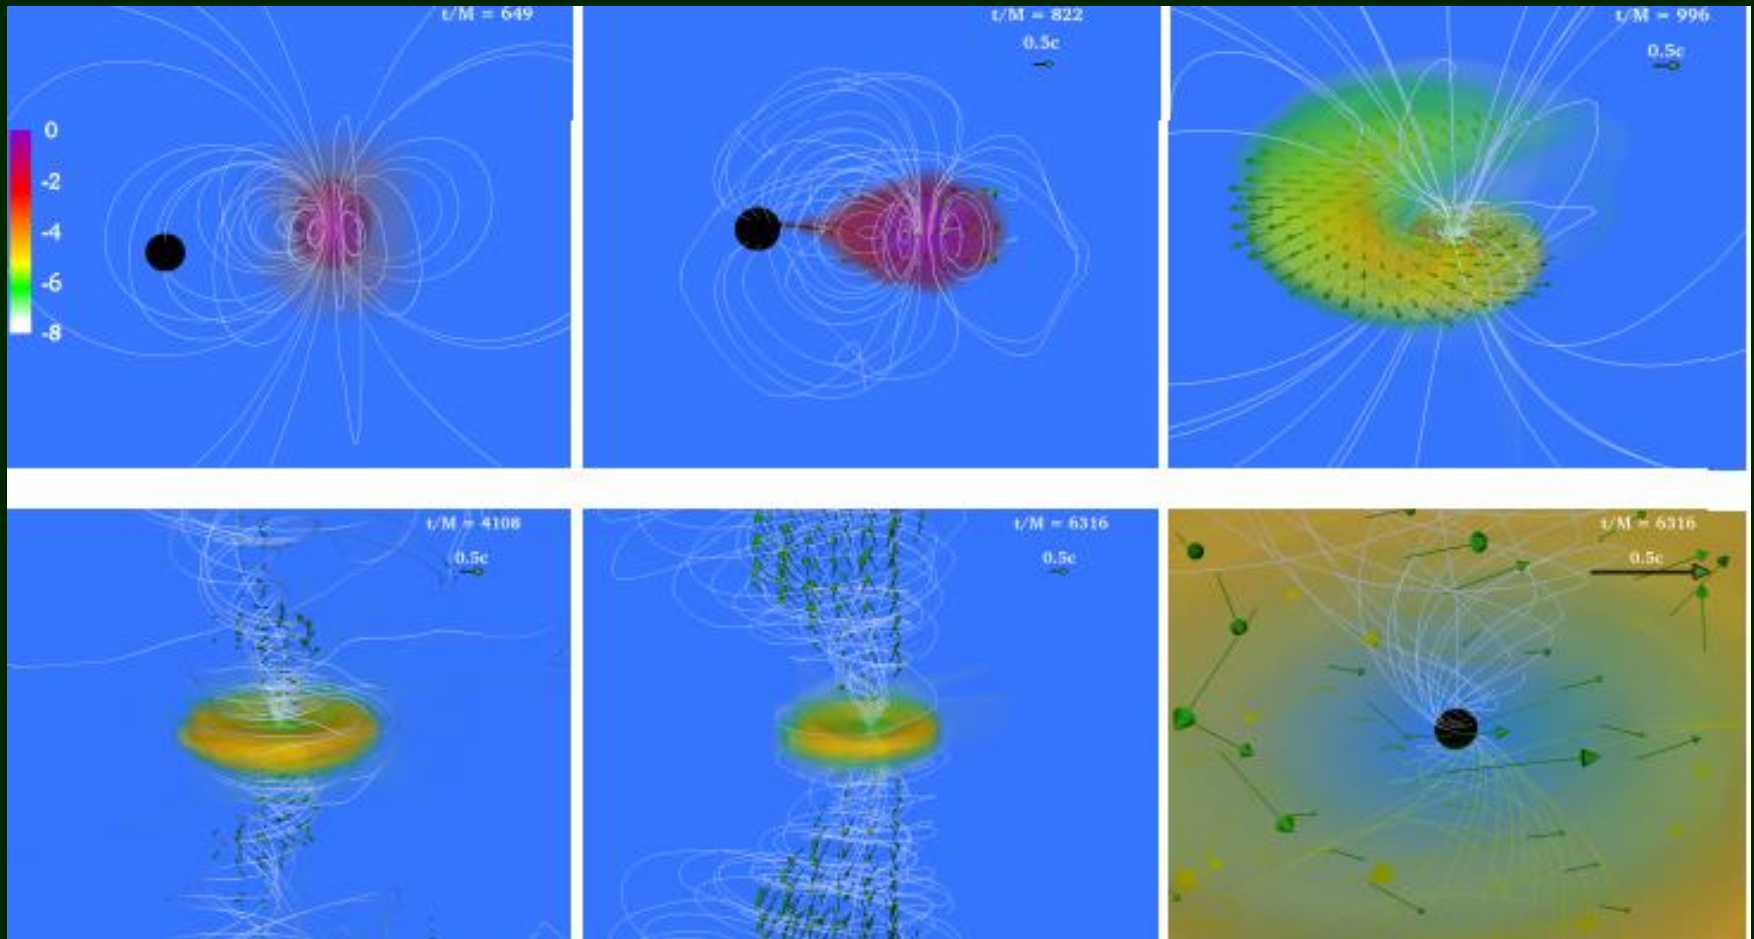 t/M = 649
0
-2
-4
-6
-8
t/M = 822
0.5c
t/M = 996
0.5c
t/M = 4108
0.5c
t/M = 6316
0.5c
t/M = 6316
0.5c